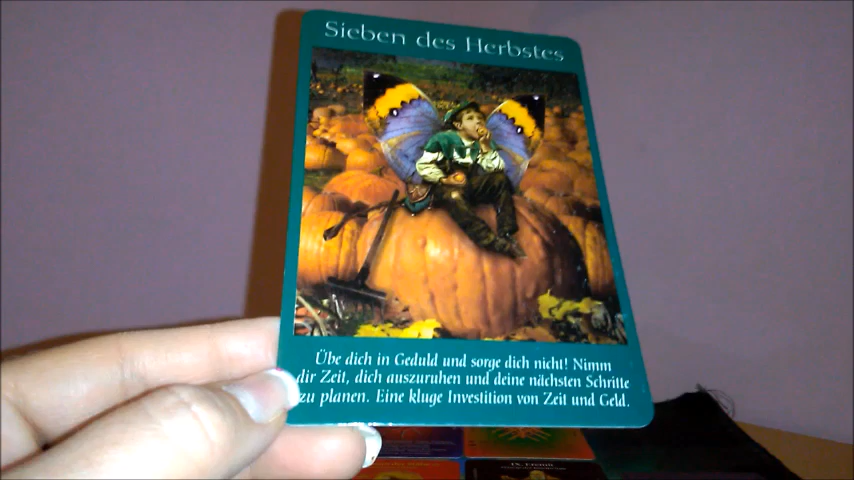 Sieben des Herbstes
Übe dich in Geduld und sorge dich nicht! Nimm
dir Zeit, dich auszuruhen und deine nächsten Schritte
zu planen. Eine kluge Investition von Zeit und Geld.